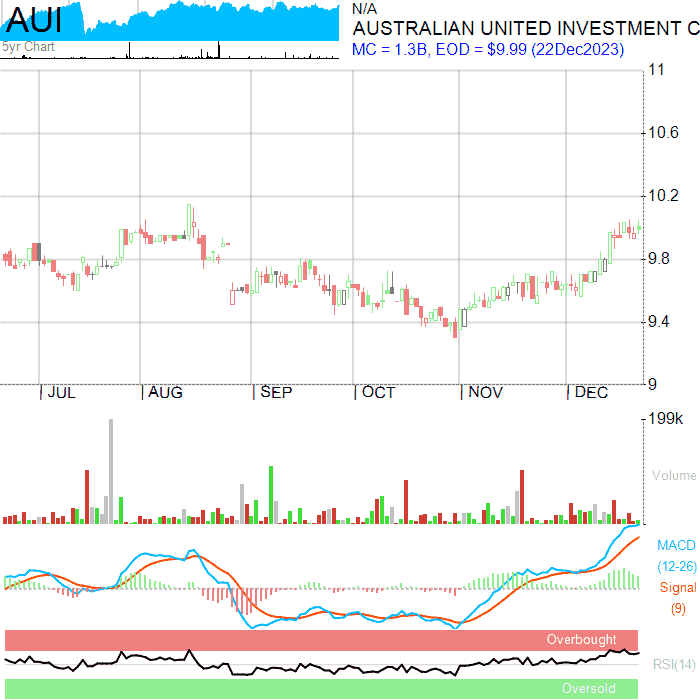 AUI
5yr Chart
N/A
AUSTRALIAN UNITED INVESTMENT C
MC = 1.3B, EOD = $9.99 (22Dec2023)
11
10.6
10.2
9.8
9.4
9
JUL AUG SEP OCT NOV DEC
199k
Volume
MACD
(12-26)
Signal
(9)
Overbought
RSI(14)
Oversold